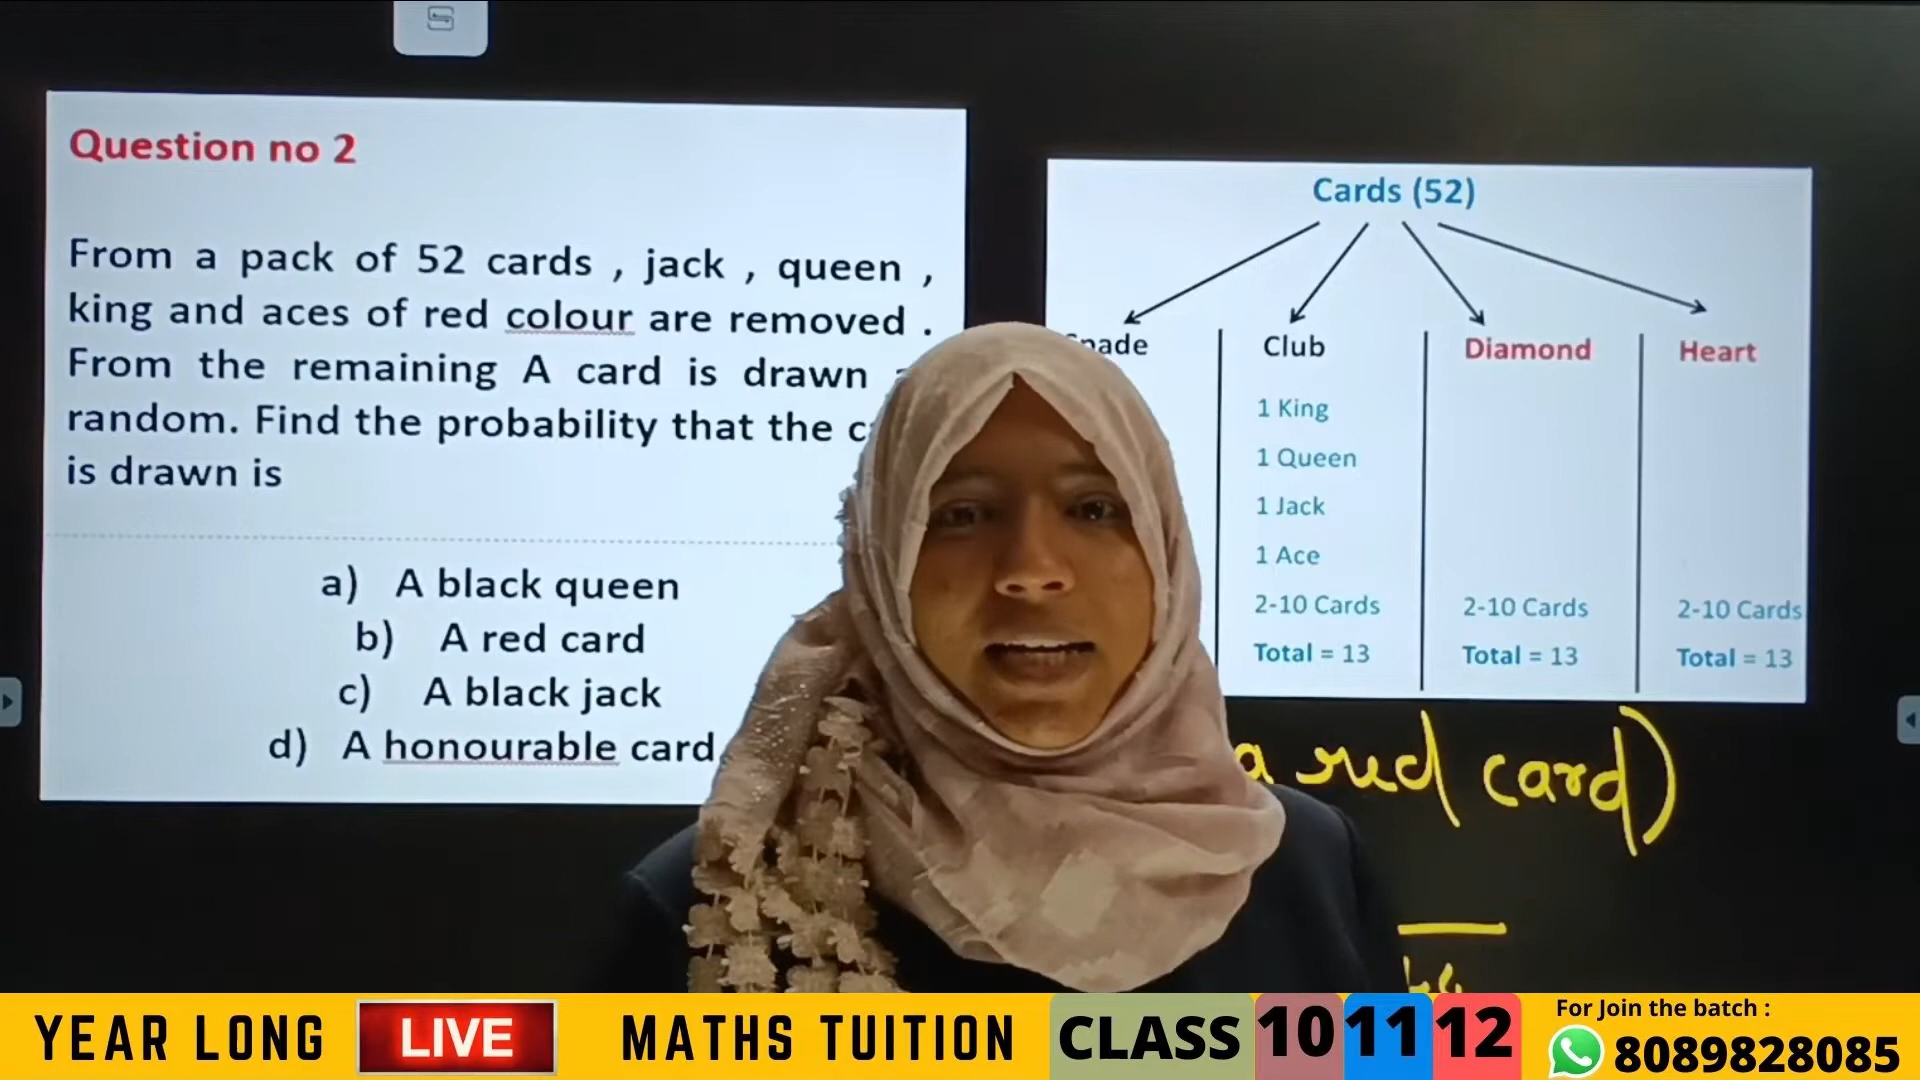 Question no 2
From a pack of 52 cards , jack , queen ,
king and aces of red colour are removed .
From the remaining A card is drawn
random. Find the probability that the
is drawn is
a) A black queen
b) A red card
c) A black jack
d) A honourable card
Cards (52)
Club
Diamond
Heart
1 King
1 Queen
1 Jack
1 Ace
2-10 Cards
2-10 Cards
2-10 Cards
Total = 13
Total = 13
Total = 13
a red card)
YEAR LONG LIVE MATHS TUITION CLASS 10 11 12
For Join the batch :
8089828085